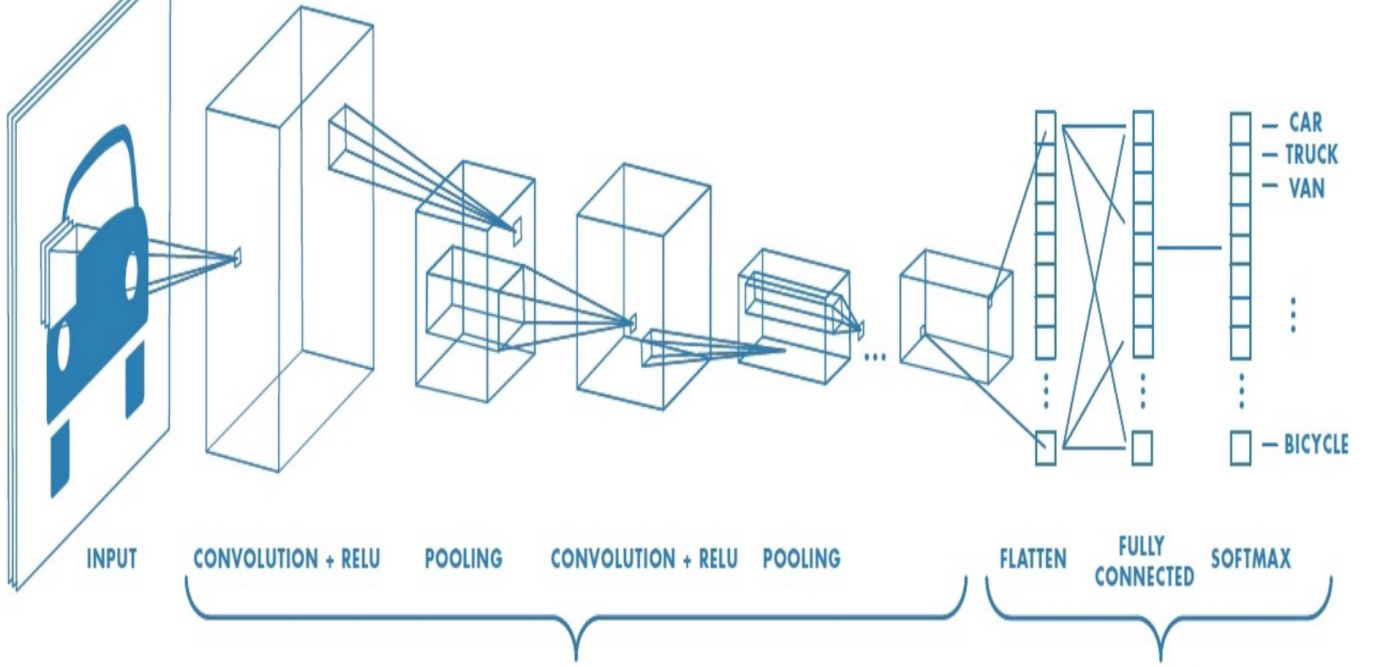 CAR
TRUCK
VAN
BICYCLE
INPUT
CONVOLUTION + RELU
POOLING
CONVOLUTION + RELU
POOLING
FLATTEN
FULLY
CONNECTED
SOFTMAX